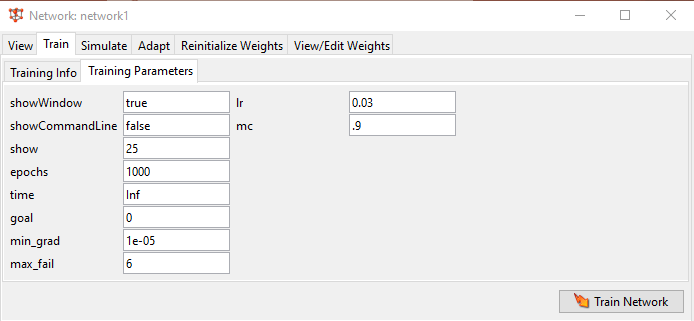 Network: network1
View Train Simulate Adapt Reinitialize Weights View/Edit Weights
Training Info Training Parameters
showWindow true lr 0.03
showCommandLine false mc .9
show 25
epochs 1000
time Inf
goal 0
min_grad 1e-05
max_fail 6
Train Network